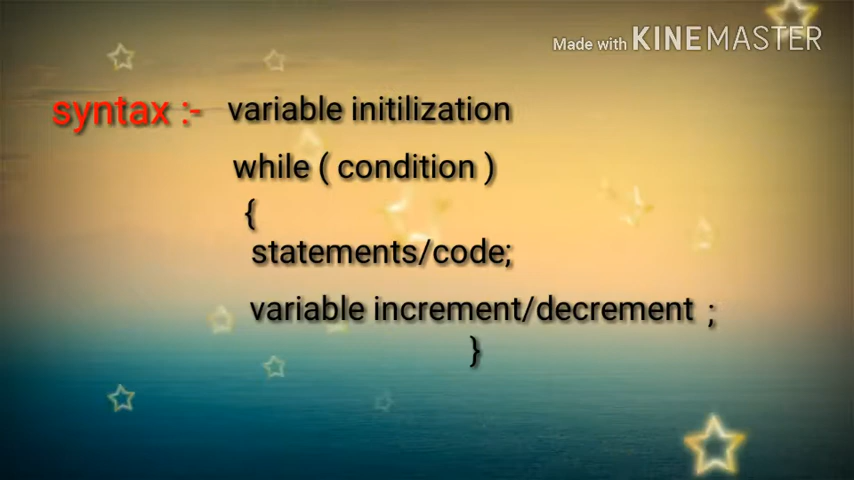 Made with KINEMASTER
syntax :- variable initilization
while ( condition )
{
statements/code;
variable increment/decrement ;
}